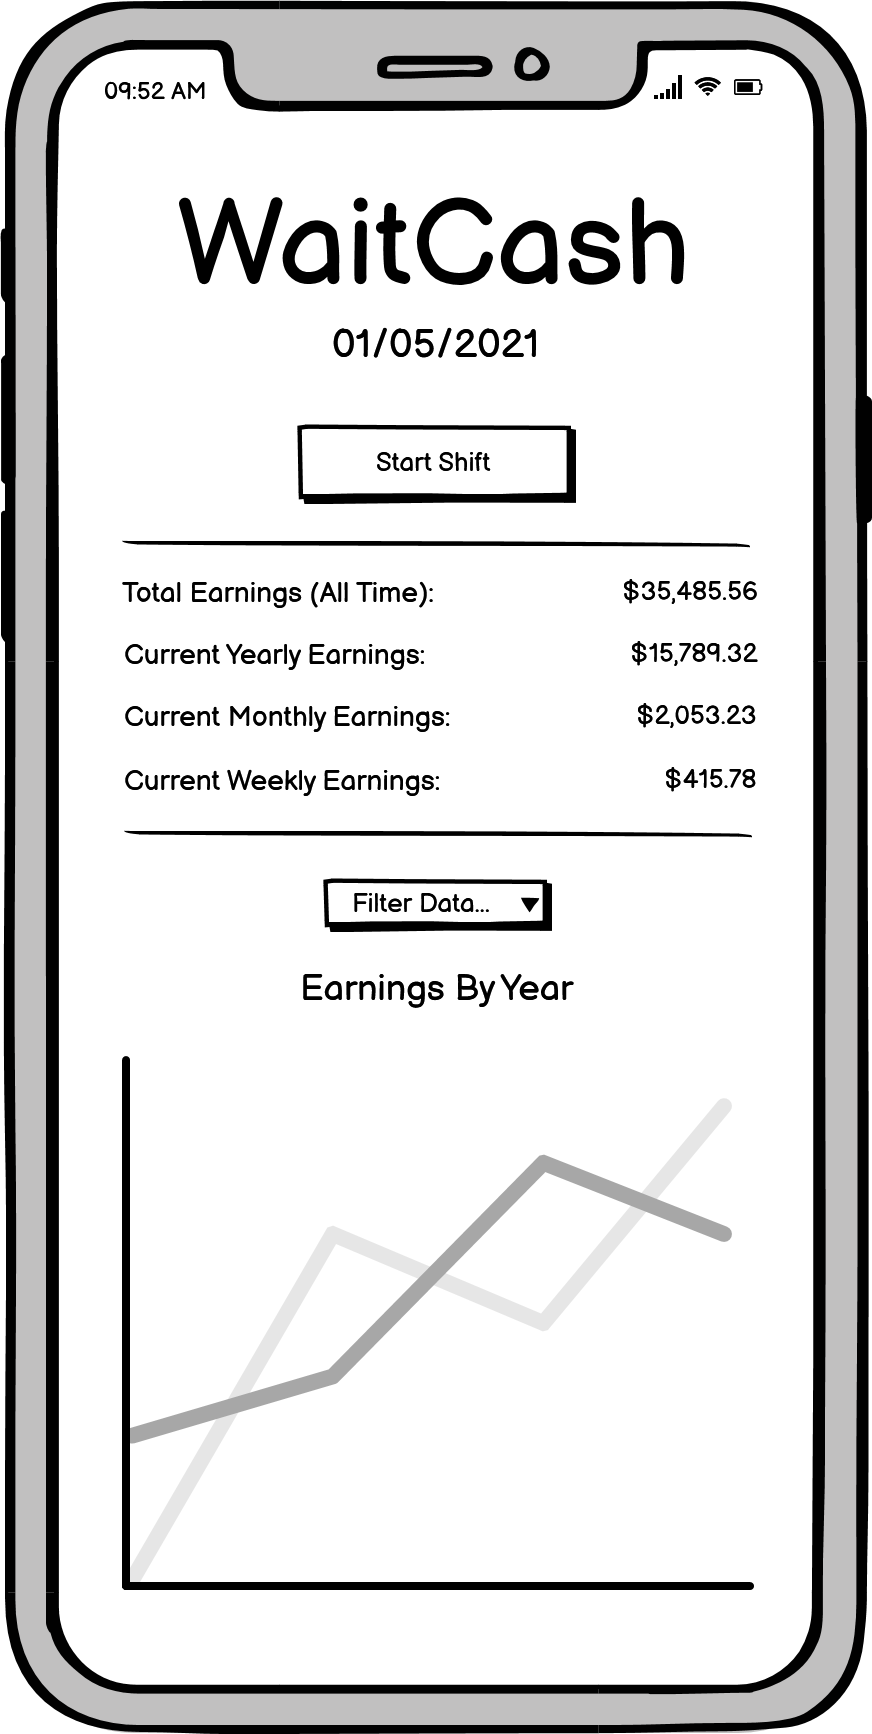 09:52 AM
WaitCash
01/05/2021
Start Shift
Total Earnings (All Time): $35,485.56
Current Yearly Earnings: $15,789.32
Current Monthly Earnings: $2,053.23
Current Weekly Earnings: $415.78
Filter Data...
Earnings By Year